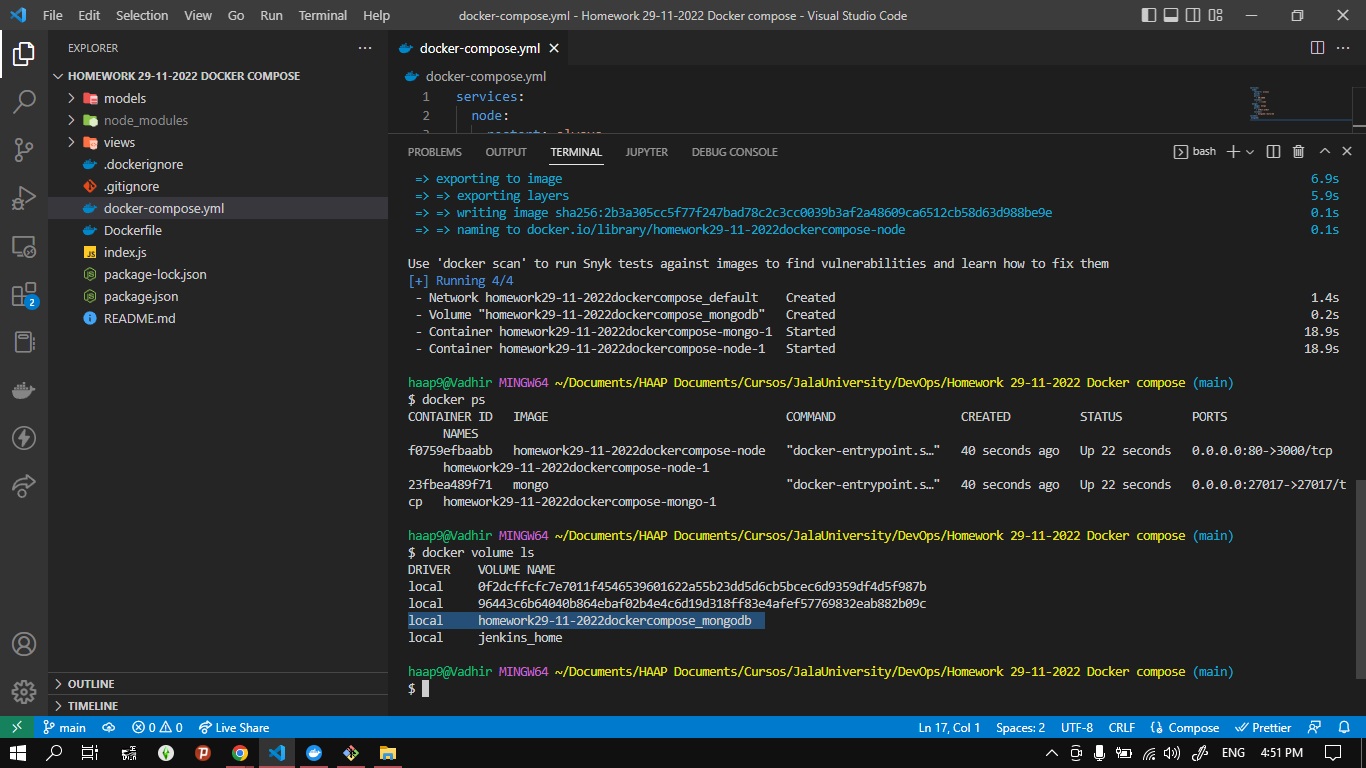 File Edit Selection View Go Run Terminal Help docker-compose.yml - Homework 29-11-2022 Docker compose - Visual Studio Code
EXPLORER
HOMEWORK 29-11-2022 DOCKER COMPOSE
models
node_modules
views
.dockerignore
.gitignore
docker-compose.yml
Dockerfile
index.js
package-lock.json
package.json
README.md
OUTLINE
TIMELINE
2
docker-compose.yml
docker-compose.yml
1 services:
2 node:
3 restart: always
PROBLEMS OUTPUT TERMINAL JUPYTER DEBUG CONSOLE bash
=> exporting to image 6.9s
=> => exporting layers 5.9s
=> => writing image sha256:2b3a305cc5f77f247bad78c2c3cc0039b3af2a48609ca6512cb58d63d988be9e 0.1s
=> => naming to docker.io/library/homework29-11-2022dockercompose-node 0.1s
Use 'docker scan' to run Snyk tests against images to find vulnerabilities and learn how to fix them
[+] Running 4/4
- Network homework29-11-2022dockercompose_default Created 1.4s
- Volume "homework29-11-2022dockercompose_mongodb" Created 0.2s
- Container homework29-11-2022dockercompose-mongo-1 Started 18.9s
- Container homework29-11-2022dockercompose-node-1 Started 18.9s
haap9@Vadhir MINGW64 ~/Documents/HAAP Documents/Cursos/JalaUniversity/DevOps/Homework 29-11-2022 Docker compose (main)
$ docker ps
CONTAINER ID IMAGE COMMAND CREATED STATUS PORTS
NAMES
f0759efbaabb homework29-11-2022dockercompose-node "docker-entrypoint.s…" 40 seconds ago Up 22 seconds 0.0.0.0:80->3000/tcp
homework29-11-2022dockercompose-node-1
23fbea489f71 mongo "docker-entrypoint.s…" 40 seconds ago Up 22 seconds 0.0.0.0:27017->27017/t
cp homework29-11-2022dockercompose-mongo-1
haap9@Vadhir MINGW64 ~/Documents/HAAP Documents/Cursos/JalaUniversity/DevOps/Homework 29-11-2022 Docker compose (main)
$ docker volume ls
DRIVER VOLUME NAME
local 0f2dcffcfc7e7011f4546539601622a55b23dd5d6cb5bcec6d9359df4d5f987b
local 96443c6b64040b864ebaf02b4e4c6d19d318ff83e4afef57769832eab882b09c
local homework29-11-2022dockercompose_mongodb
local jenkins_home
haap9@Vadhir MINGW64 ~/Documents/HAAP Documents/Cursos/JalaUniversity/DevOps/Homework 29-11-2022 Docker compose (main)
$
main 0 0 Live Share Ln 17, Col 1 Spaces: 2 UTF-8 CRLF Compose Prettier
ENG 4:51 PM